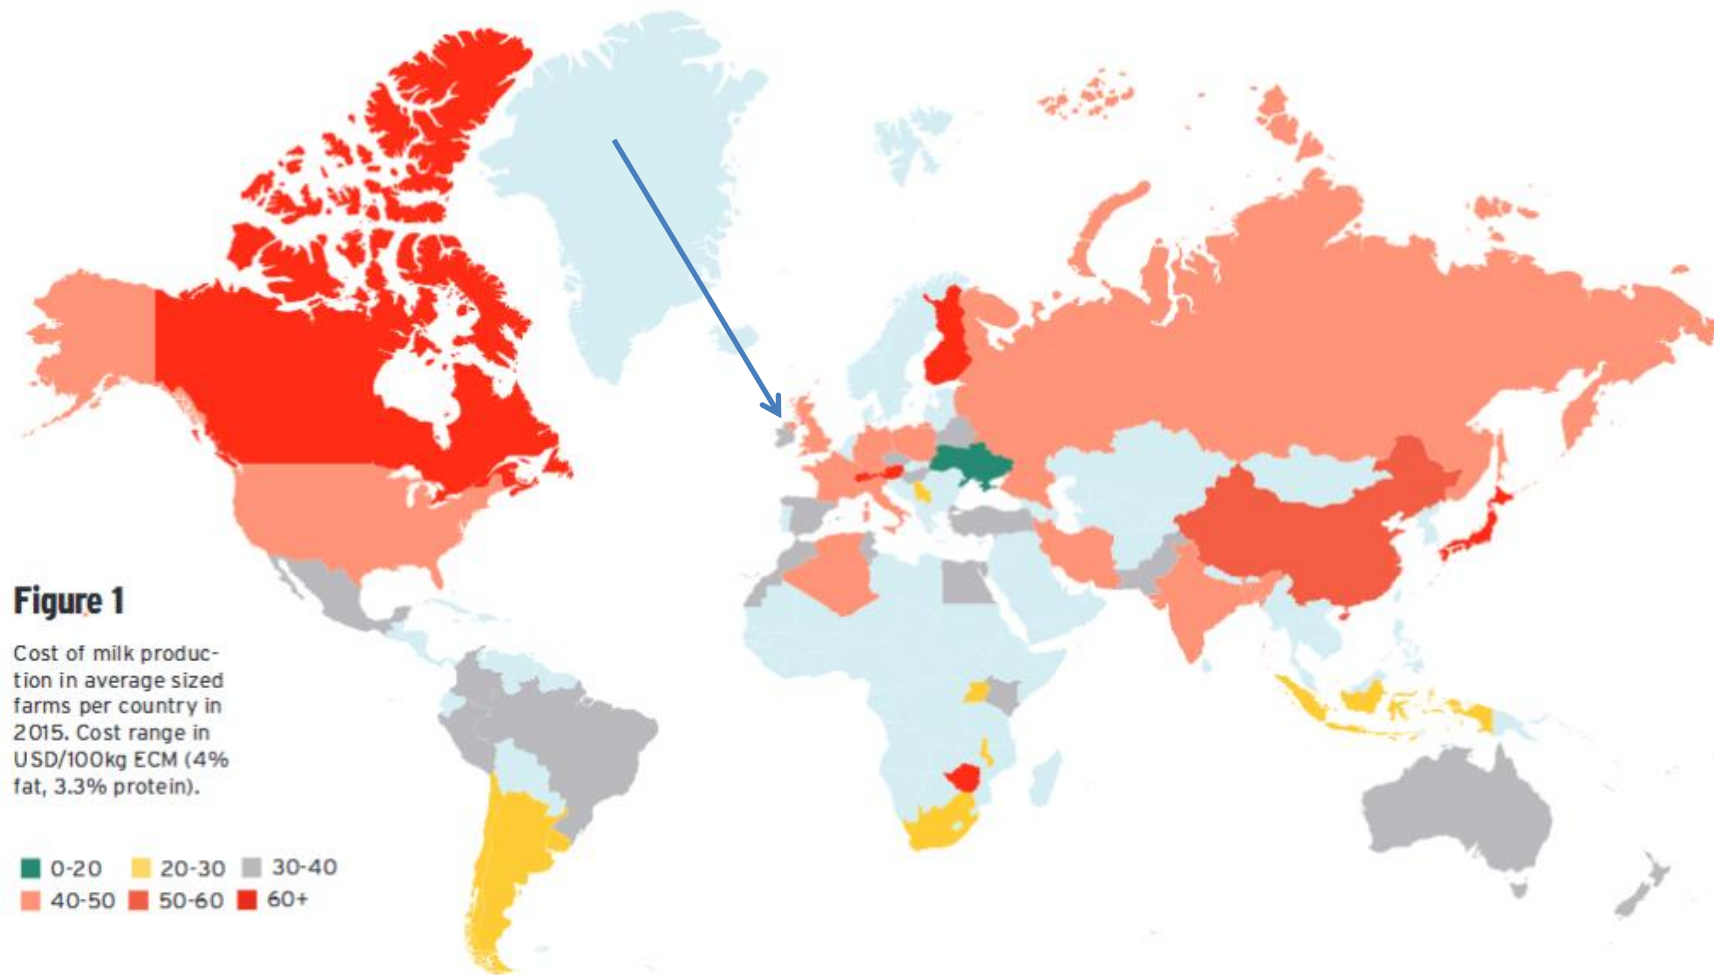 Figure 1
Cost of milk produc-
tion in average sized
farms per country in
2015. Cost range in
USD/100kg ECM (4%
fat, 3.3% protein).
0-20 20-30 30-40
40-50 50-60 60+